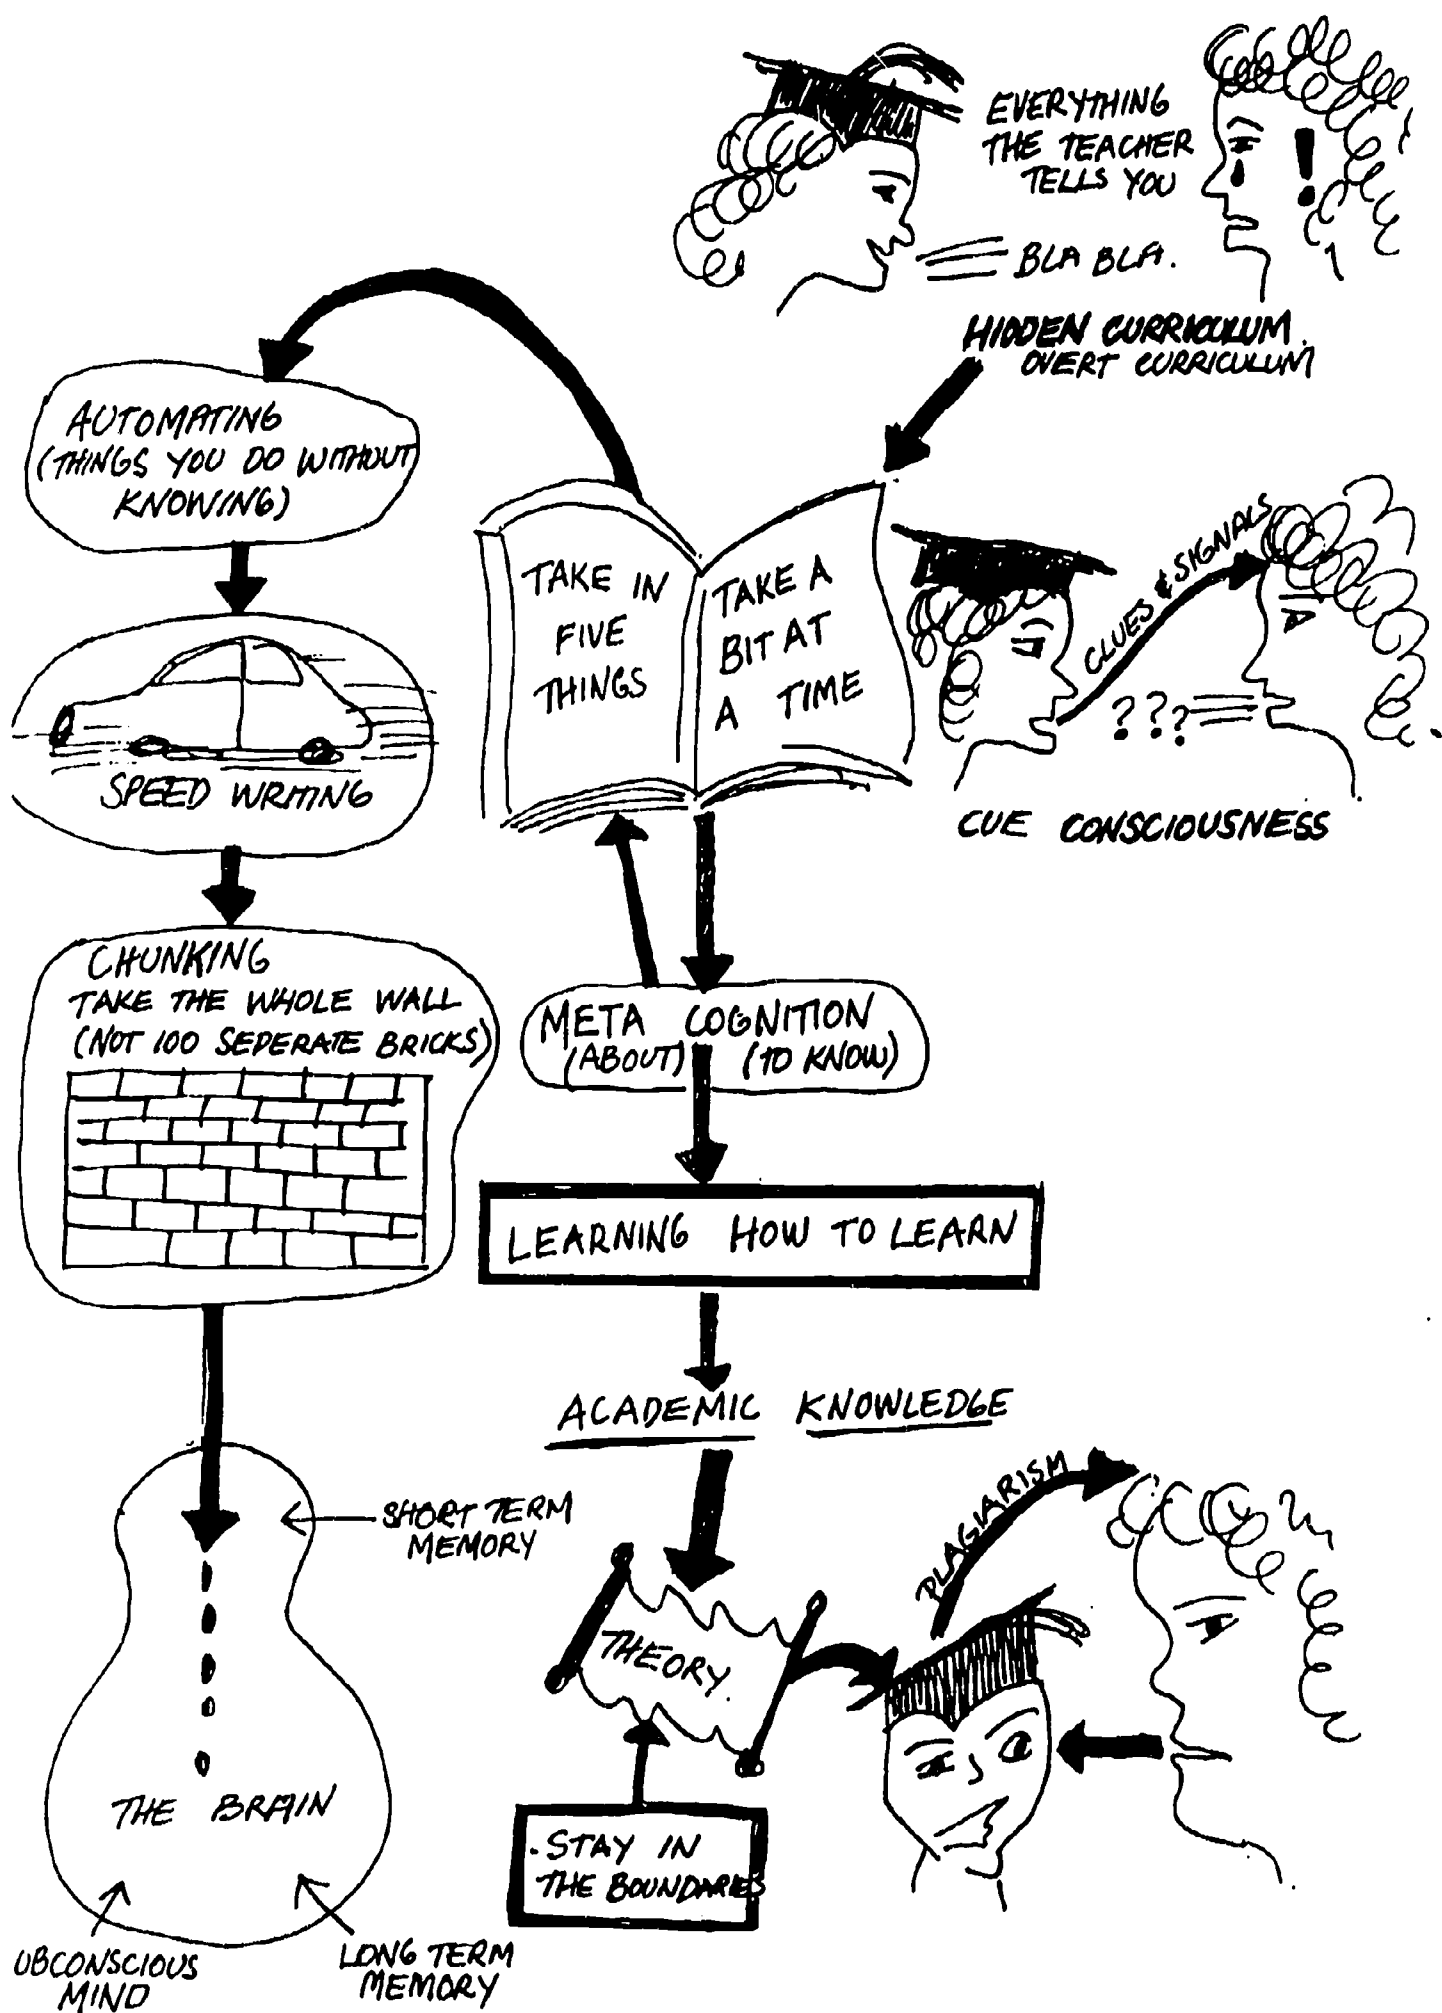 EVERYTHING
THE TEACHER
TELLS YOU
!
BLA BLA.
HIDDEN CURRICULUM.
OVERT CURRICULUM
AUTOMATING
(THINGS YOU DO WITHOUT
KNOWING)
TAKE IN
FIVE
THINGS
TAKE A
BIT AT
A TIME
CLUES & SIGNALS
???
CUE CONSCIOUSNESS
SPEED WRITING
CHUNKING
TAKE THE WHOLE WALL
(NOT 100 SEPERATE BRICKS)
META COGNITION
(ABOUT) (TO KNOW)
LEARNING HOW TO LEARN
ACADEMIC KNOWLEDGE
SHORT TERM
MEMORY
PLAGIARISM
THEORY.
THE BRAIN
STAY IN
THE BOUNDARIES
UBCONSCIOUS
MIND
LONG TERM
MEMORY